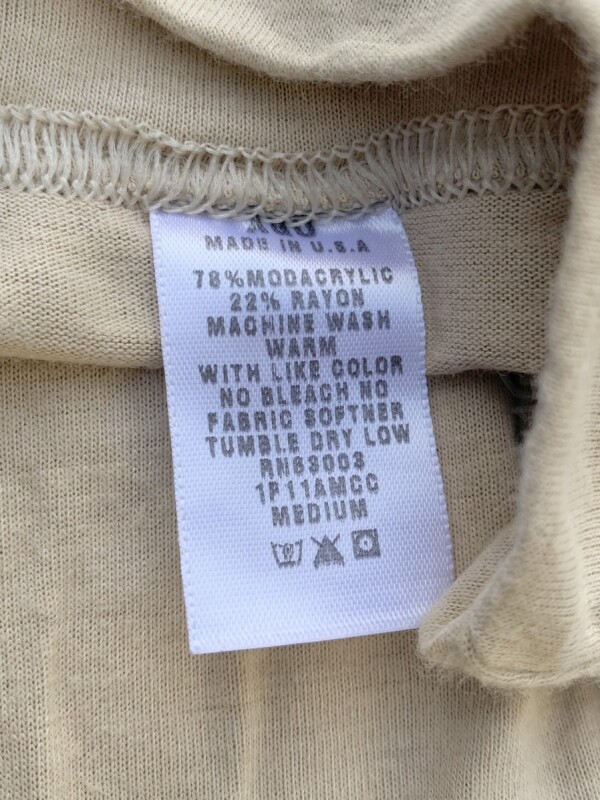 MADE IN U.S.A
78%MODACRYLIC
22% RAYON
MACHINE WASH
WARM
WITH LIKE COLOR
NO BLEACH NO
FABRIC SOFTNER
TUMBLE DRY LOW
RN63003
1P11AMCC
MEDIUM